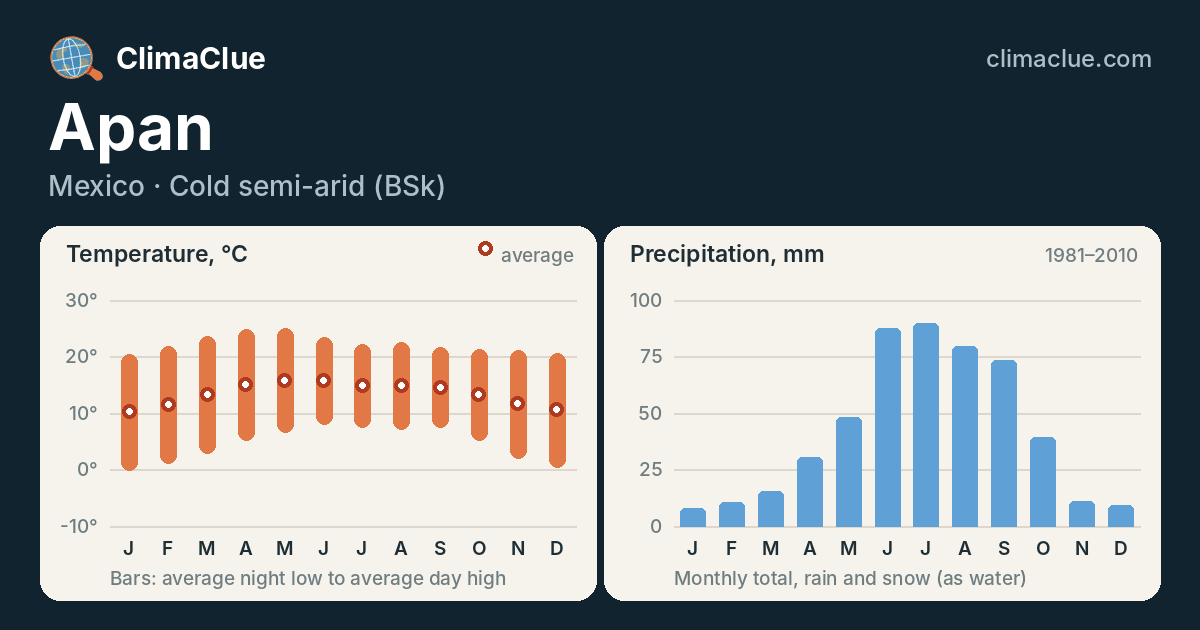 ClimaClue
climaclue.com
Apan
Mexico · Cold semi-arid (BSk)
Temperature, °C
average
30°
20°
10°
0°
-10°
J F M A M J J A S O N D
Bars: average night low to average day high
Precipitation, mm
1981–2010
100
75
50
25
0
J F M A M J J A S O N D
Monthly total, rain and snow (as water)